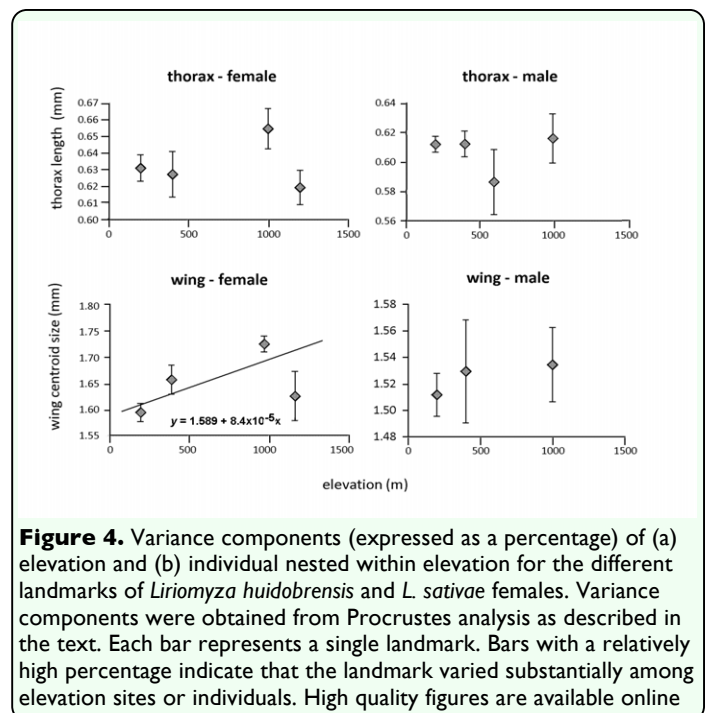 thorax - female
thorax length (mm)
0.67
0.66
0.65
0.64
0.63
0.62
0.61
0.60
0
500
1000
1500
thorax - male
0.64
0.62
0.60
0.58
0.56
0
500
1000
1500
wing - female
wing centroid size (mm)
1.80
1.75
1.70
1.65
1.60
1.55
y = 1.589 + 8.4x10⁻⁵x
0
500
1000
1500
wing - male
1.58
1.56
1.54
1.52
1.50
1.48
0
500
1000
1500
elevation (m)
Figure 4. Variance components (expressed as a percentage) of (a)
elevation and (b) individual nested within elevation for the different
landmarks of Liriomyza huidobrensis and L. sativae females. Variance
components were obtained from Procrustes analysis as described in
the text. Each bar represents a single landmark. Bars with a relatively
high percentage indicate that the landmark varied substantially among
elevation sites or individuals. High quality figures are available online